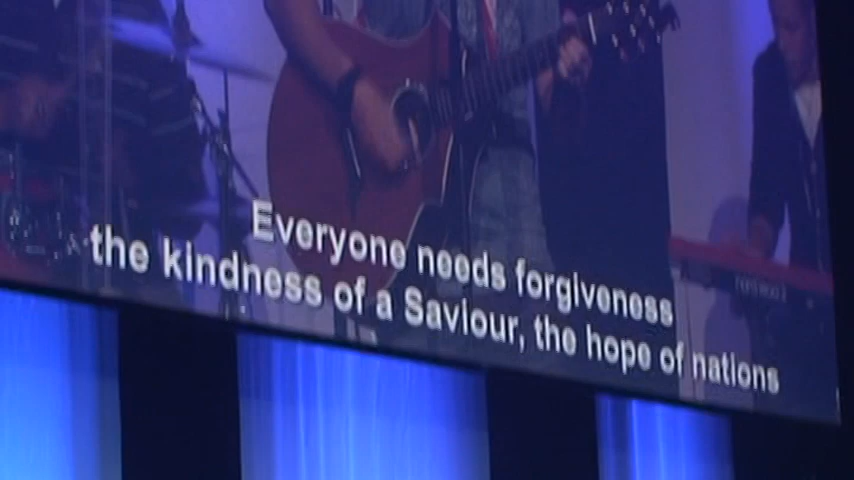 Everyone needs forgiveness
the kindness of a Saviour, the hope of nations